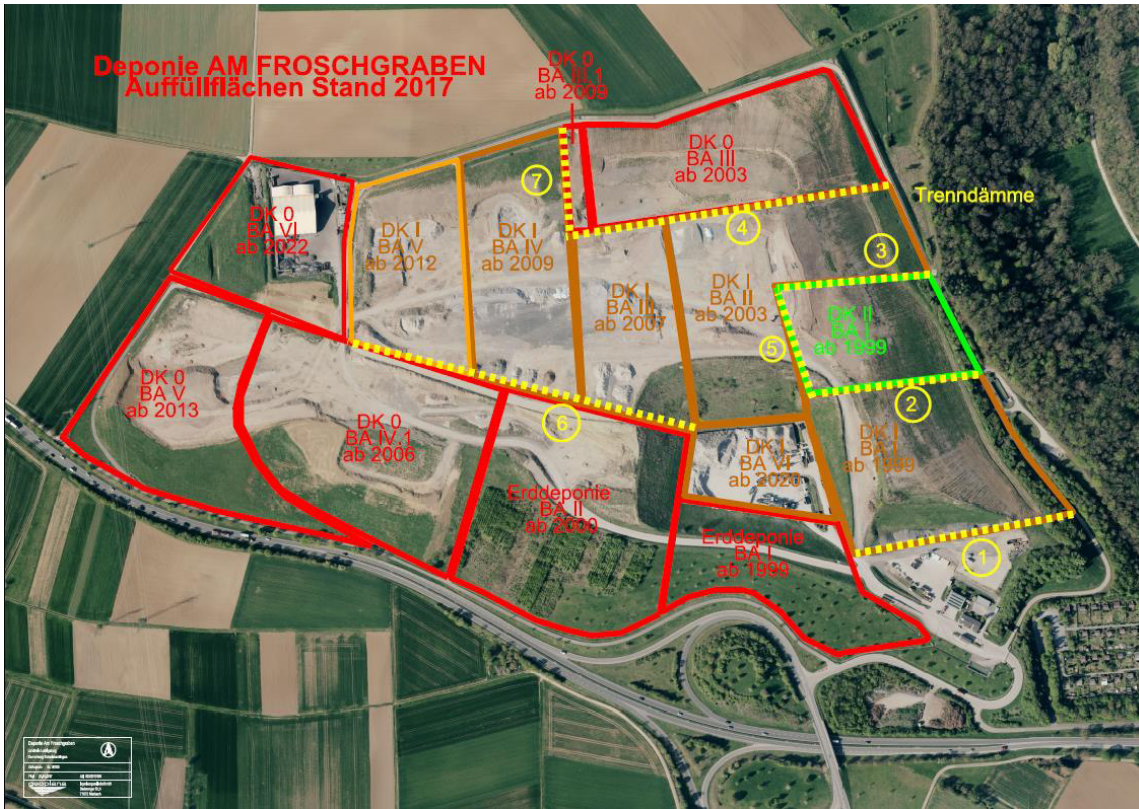 Deponie AM FROSCHGRABEN
Auffüllflächen Stand 2017
DK 0
BA III.1
ab 2009
DK 0
BA III
ab 2003
7
Trenndämme
4
3
DK 0
BA VI
ab 2022
DK I
BA V
ab 2012
DK I
BA IV
ab 2009
DK I
BA III
ab 2007
DK I
BA II
ab 2003
DK II
BA I
ab 1999
5
2
DK 0
BA V
ab 2013
DK 0
BA IV.1
ab 2006
6
DK I
BA VI
ab 2020
DK I
BA I
ab 1999
Erddeponie
BA II
ab 2000
Erddeponie
BA I
ab 1999
1
Deponie Am Froschgraben